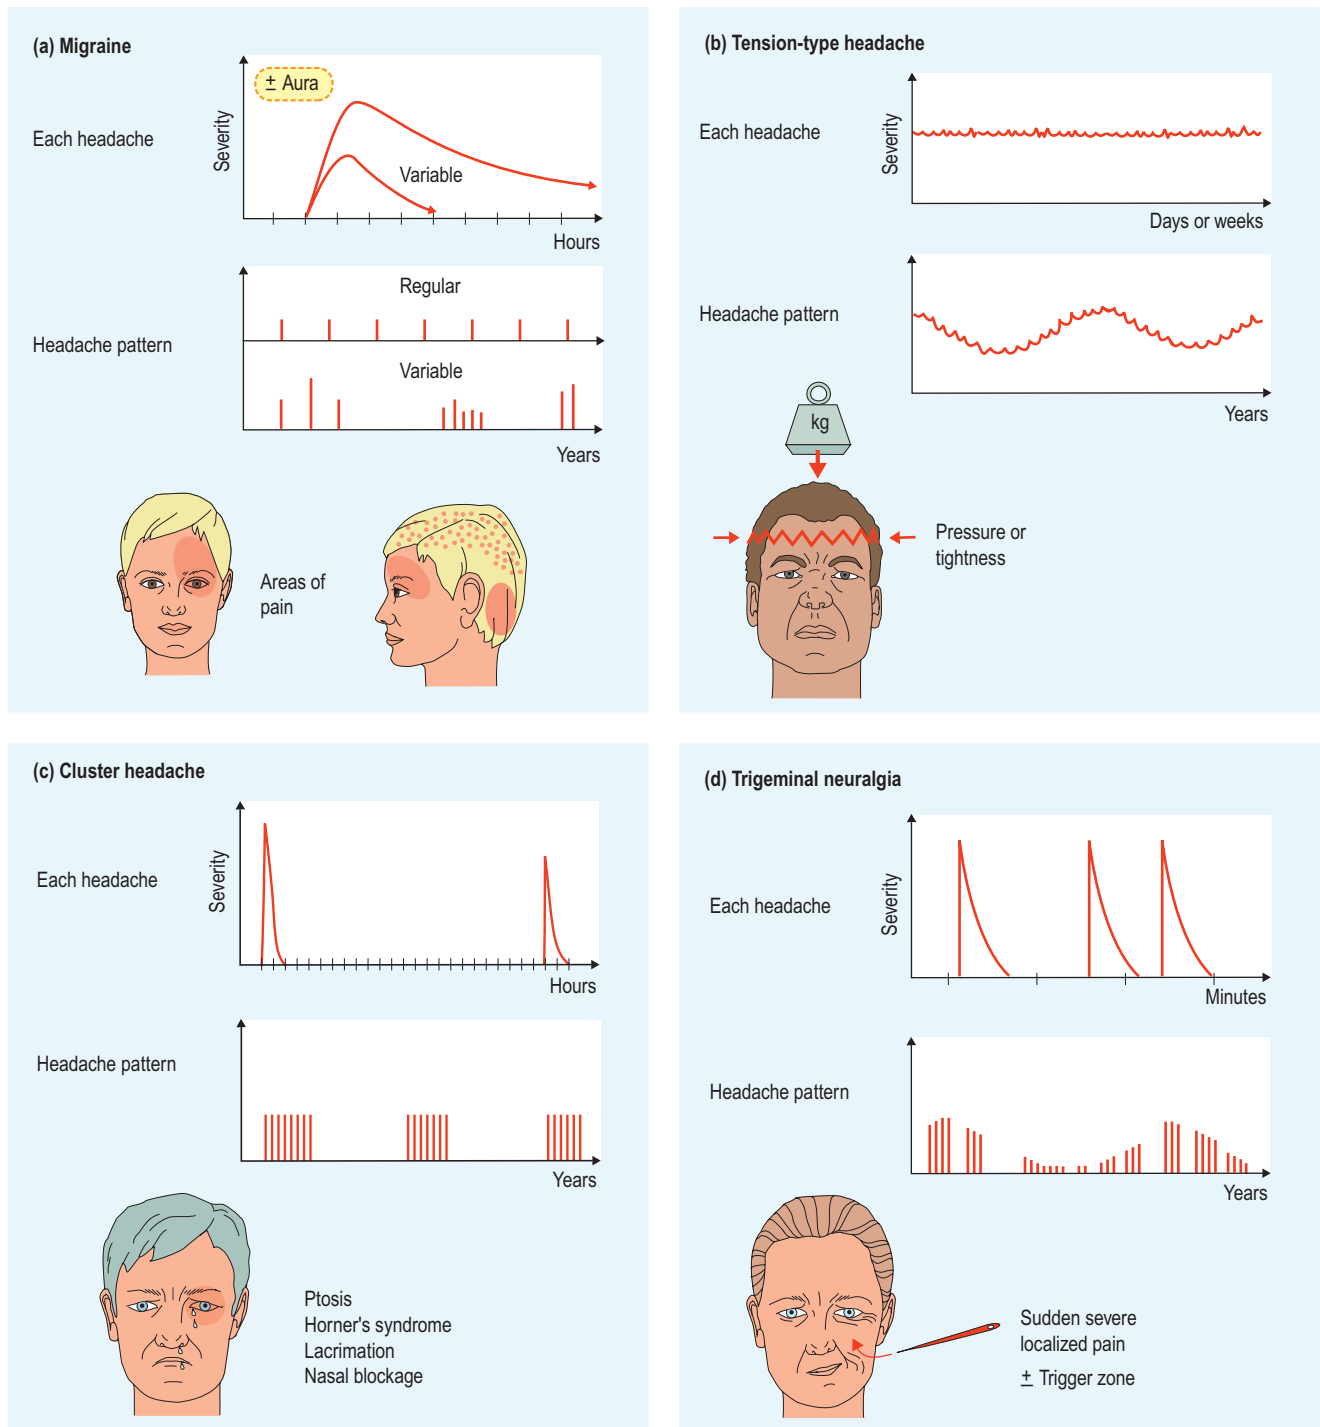 (a) Migraine
± Aura
Each headache
Severity
Variable
Hours
Regular
Headache pattern
Variable
Years
Areas of
pain
(b) Tension-type headache
Each headache
Severity
Days or weeks
Headache pattern
Years
kg
Pressure or
tightness
(c) Cluster headache
Each headache
Severity
Hours
Headache pattern
Years
Ptosis
Horner's syndrome
Lacrimation
Nasal blockage
(d) Trigeminal neuralgia
Each headache
Severity
Minutes
Headache pattern
Years
Sudden severe
localized pain
± Trigger zone